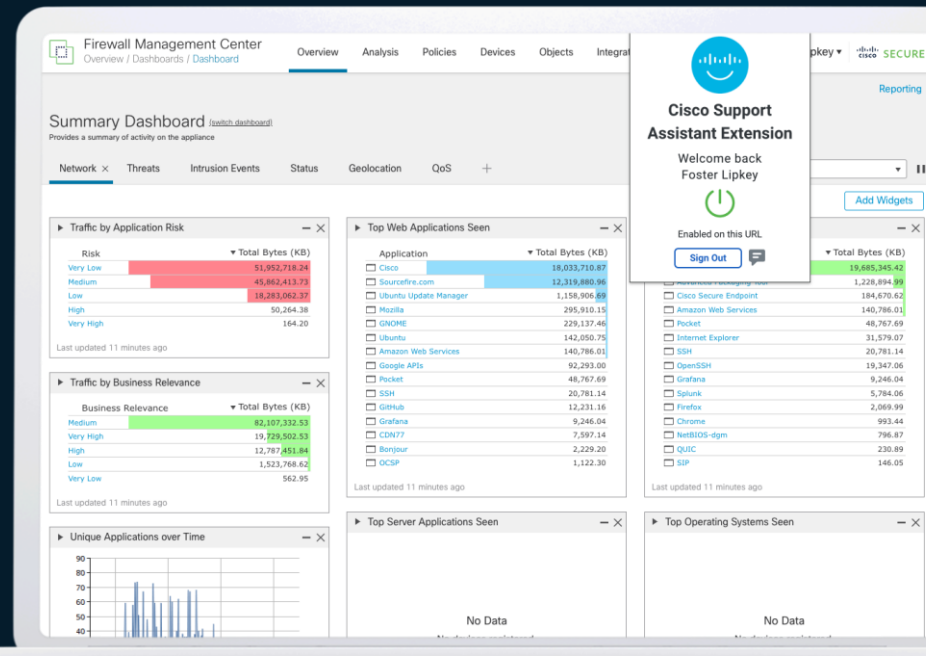 Firewall Management Center
Overview / Dashboards / Dashboard
Overview
Analysis
Policies
Devices
Objects
Integrat
pkey
CISCO SECURE
Reporting
Summary Dashboard (switch dashboard)
Provides a summary of activity on the appliance
Network ×
Threats
Intrusion Events
Status
Geolocation
QoS
+
Add Widgets
Cisco Support
Assistant Extension
Welcome back
Foster Lipkey
Enabled on this URL
Sign Out
Traffic by Application Risk
Risk Total Bytes (KB)
Very Low 51,952,718.24
Medium 45,862,413.73
Low 18,283,062.37
High 50,264.38
Very High 164.20
Last updated 11 minutes ago
Traffic by Business Relevance
Business Relevance Total Bytes (KB)
Medium 82,107,332.53
Very High 19,729,502.53
High 12,787,451.84
Low 1,523,768.62
Very Low 562.95
Last updated 11 minutes ago
Unique Applications over Time
90
80
70
60
50
40
Top Web Applications Seen
Application Total Bytes (KB)
Cisco 18,033,710.87
Sourcefire.com 12,319,880.96
Ubuntu Update Manager 1,158,906.69
Mozilla 295,910.15
GNOME 229,137.46
Ubuntu 142,050.75
Amazon Web Services 140,786.01
Google APIs 92,293.00
Pocket 48,767.69
SSH 20,781.14
GitHub 12,231.16
Grafana 9,246.04
CDN77 7,597.14
Bonjour 2,229.20
OCSP 1,122.30
Last updated 11 minutes ago
Total Bytes (KB)
19,685,345.42
Advanced Packaging Tool 1,228,894.99
Cisco Secure Endpoint 184,670.62
Amazon Web Services 140,786.01
Pocket 48,767.69
Internet Explorer 31,579.07
SSH 20,781.14
OpenSSH 19,347.06
Grafana 9,246.04
Splunk 5,784.06
Firefox 2,069.99
Chrome 993.44
NetBIOS-dgm 796.87
QUIC 230.89
SIP 146.05
Last updated 11 minutes ago
Top Server Applications Seen
No Data
Top Operating Systems Seen
No Data